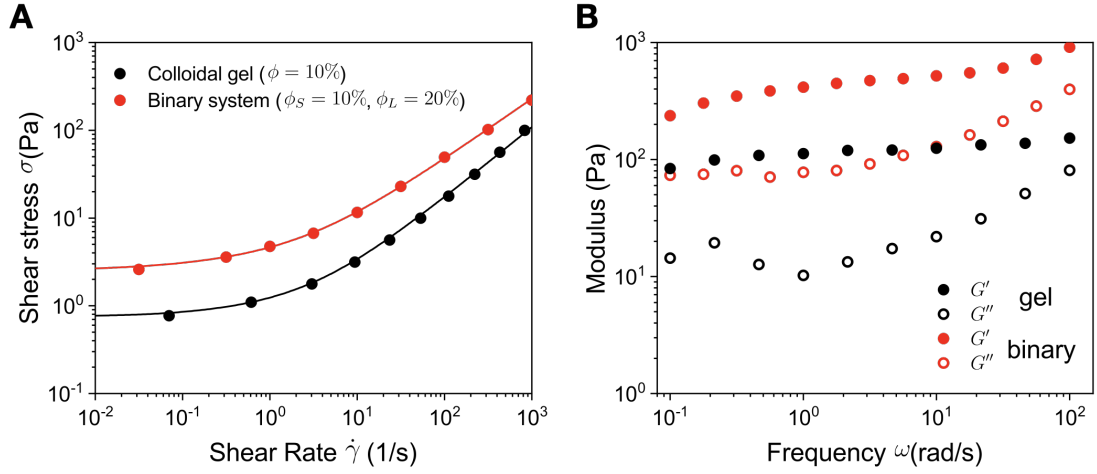 A
Shear stress σ(Pa)
10³
10²
10¹
10⁰
10⁻¹
Colloidal gel (ϕ = 10%)
Binary system (ϕ_S = 10%, ϕ_L = 20%)
10⁻² 10⁻¹ 10⁰ 10¹ 10² 10³
Shear Rate γ̇ (1/s)
B
Modulus (Pa)
10³
10²
10¹
10⁰
G′
G″
gel
G′
G″
binary
10⁻¹ 10⁰ 10¹ 10²
Frequency ω(rad/s)